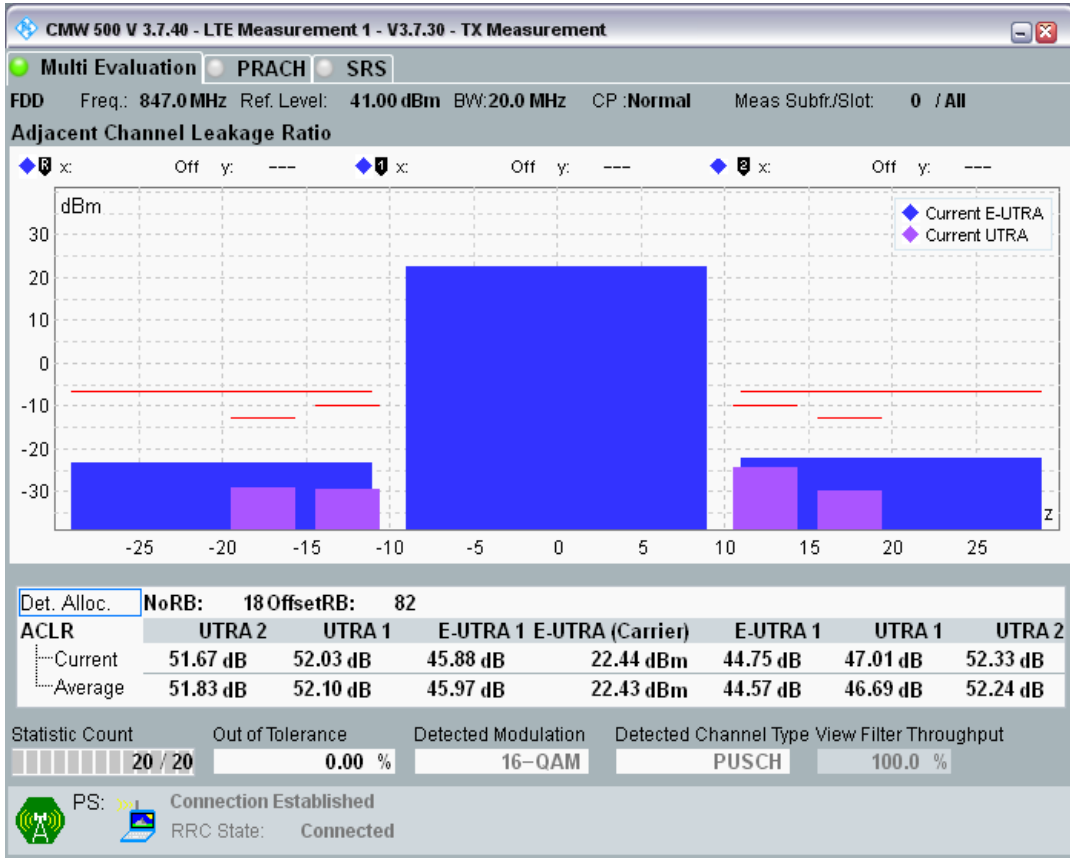 CMW 500 V 3.7.40 - LTE Measurement 1 - V3.7.30 - TX Measurement
Multi Evaluation PRACH SRS
FDD Freq.: 847.0 MHz Ref. Level: 41.00 dBm BW: 20.0 MHz CP :Normal Meas Subfr./Slot: 0 / All
Adjacent Channel Leakage Ratio
R x: Off y: --- 1 x: Off y: --- 2 x: Off y: ---
dBm
Current E-UTRA
Current UTRA
30
20
10
0
-10
-20
-30
z
-25 -20 -15 -10 -5 0 5 10 15 20 25
Det. Alloc. NoRB: 18 OffsetRB: 82
ACLR UTRA 2 UTRA 1 E-UTRA 1 E-UTRA (Carrier) E-UTRA 1 UTRA 1 UTRA 2
Current 51.67 dB 52.03 dB 45.88 dB 22.44 dBm 44.75 dB 47.01 dB 52.33 dB
Average 51.83 dB 52.10 dB 45.97 dB 22.43 dBm 44.57 dB 46.69 dB 52.24 dB
Statistic Count Out of Tolerance Detected Modulation Detected Channel Type View Filter Throughput
20 / 20 0.00 % 16-QAM PUSCH 100.0 %
PS: Connection Established
RRC State: Connected